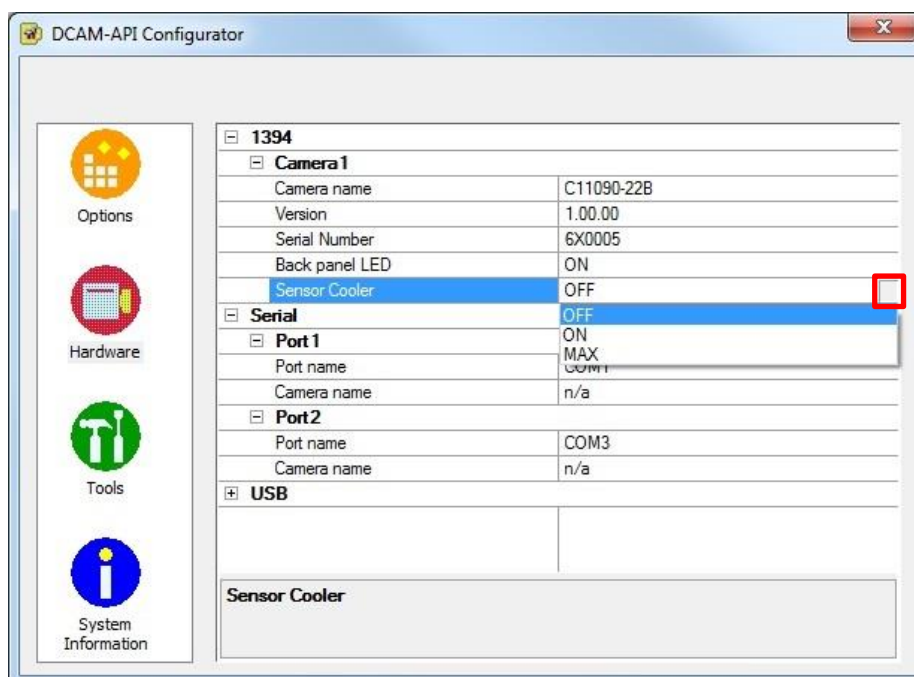 DCAM-API Configurator
Options
Hardware
Tools
System
Information
1394
Camera1
Camera name C11090-22B
Version 1.00.00
Serial Number 6X0005
Back panel LED ON
Sensor Cooler OFF
OFF
ON
MAX
Serial
Port1
Port name COM1
Camera name n/a
Port2
Port name COM3
Camera name n/a
USB
Sensor Cooler